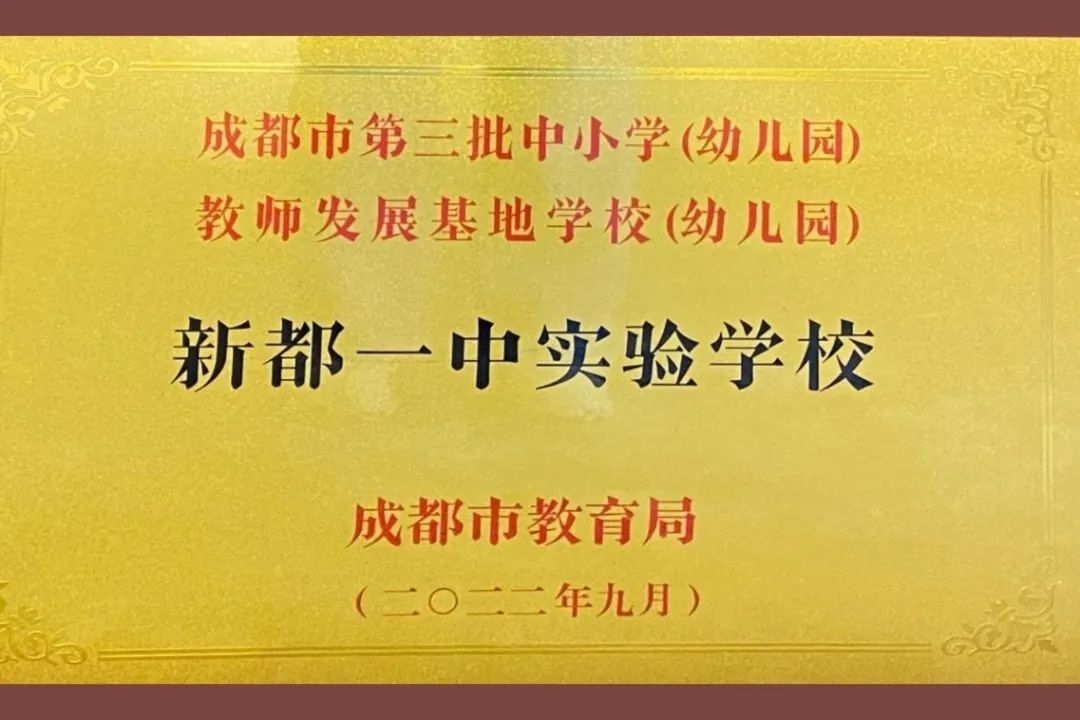 成都市第三批中小学(幼儿园)
教师发展基地学校(幼儿园)
新都一中实验学校
成都市教育局
(二〇二二年九月)